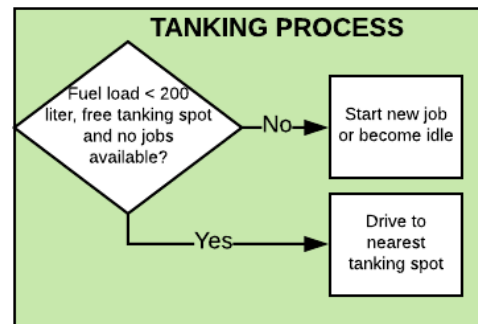 TANKING PROCESS
Fuel load < 200
liter, free tanking spot
and no jobs
available?
No
Start new job
or become idle
Yes
Drive to
nearest
tanking spot